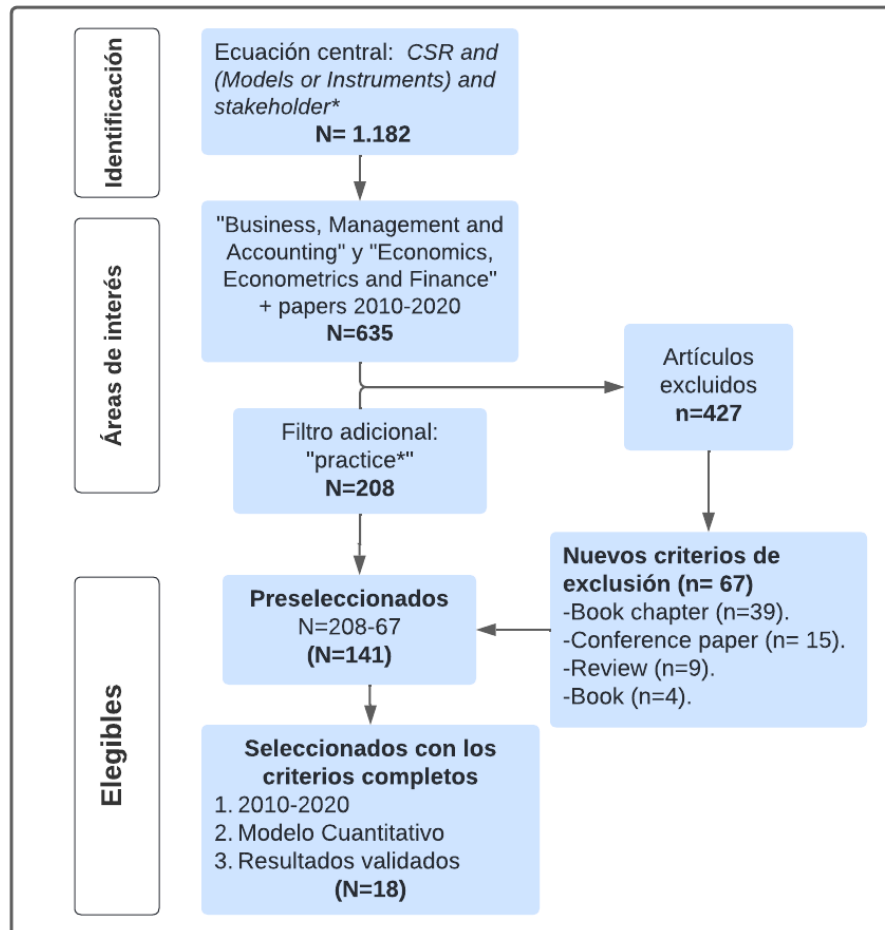 Identificación
Ecuación central: CSR and
(Models or Instruments) and
stakeholder*
N= 1.182
Áreas de interés
"Business, Management and
Accounting" y "Economics,
Econometrics and Finance"
+ papers 2010-2020
N=635
Artículos
excluidos
n=427
Filtro adicional:
"practice*"
N=208
Elegibles
Nuevos criterios de
exclusión (n= 67)
-Book chapter (n=39).
-Conference paper (n= 15).
-Review (n=9).
-Book (n=4).
Preseleccionados
N=208-67
(N=141)
Seleccionados con los
criterios completos
1. 2010-2020
2. Modelo Cuantitativo
3. Resultados validados
(N=18)